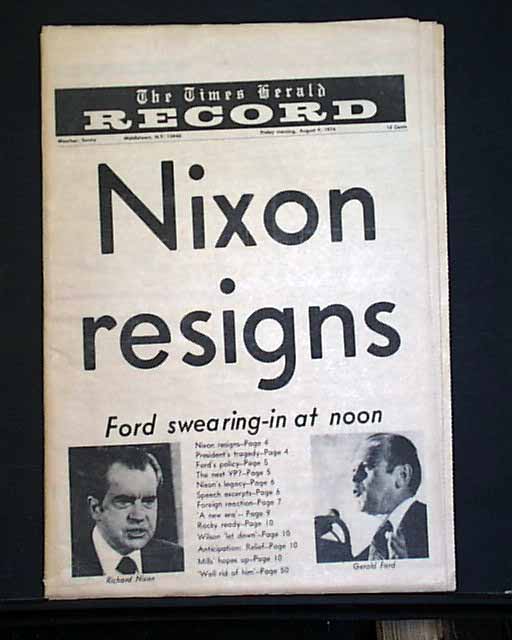 The Times Herald
RECORD
Weather: Sunny Middletown, N.Y. 10940 Friday morning, August 9, 1974 15 Cents
Nixon
resigns
Ford swearing-in at noon
Nixon resigns—Page 4
President's tragedy—Page 4
Ford's policy—Page 5
The next VP?—Page 5
Nixon's legacy—Page 6
Speech excerpts—Page 6
Foreign reaction—Page 7
'A new era'—Page 9
Rocky ready—Page 10
Wilson 'let down'—Page 10
Anticipation: Relief—Page 10
Mills' hopes up—Page 10
'Well rid of him'—Page 50
Richard Nixon
Gerald Ford